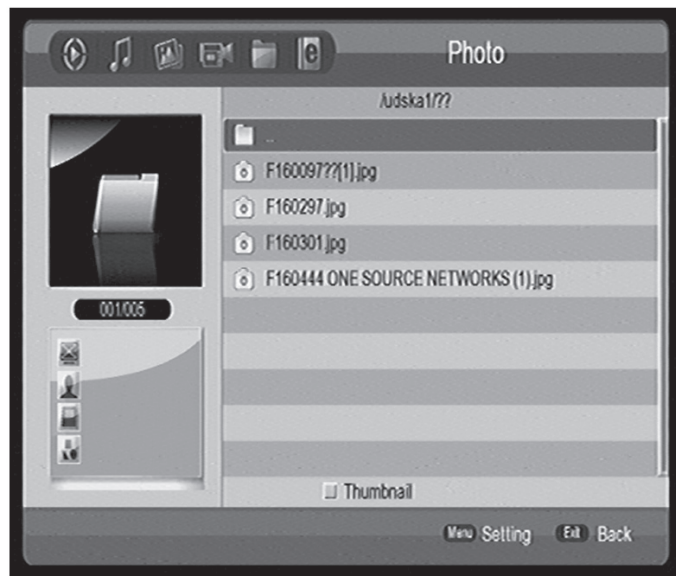 Photo
/udska1/??
..
F160097??[1].jpg
F160297.jpg
F160301.jpg
F160444 ONE SOURCE NETWORKS (1).jpg
001/005
Thumbnail
Menu Setting Exit Back